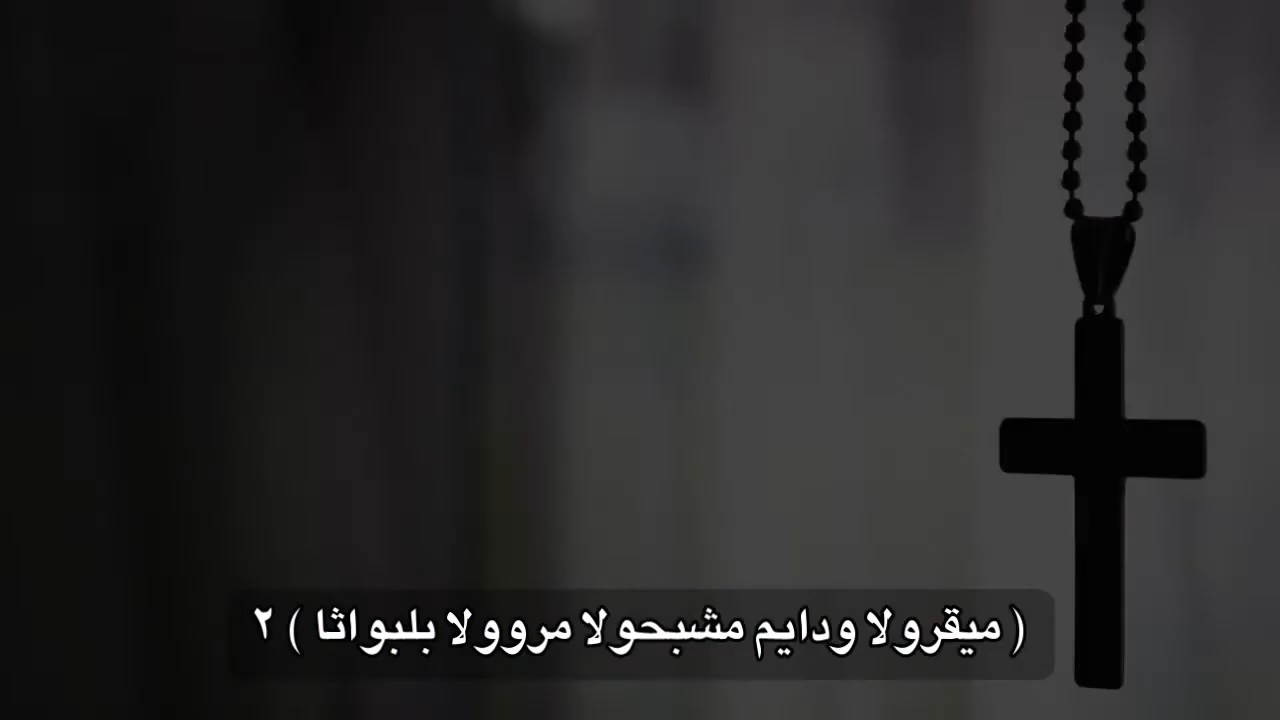 ( ميقرولا ودايم مشبحولا مروولا بلبواثا ) ٢